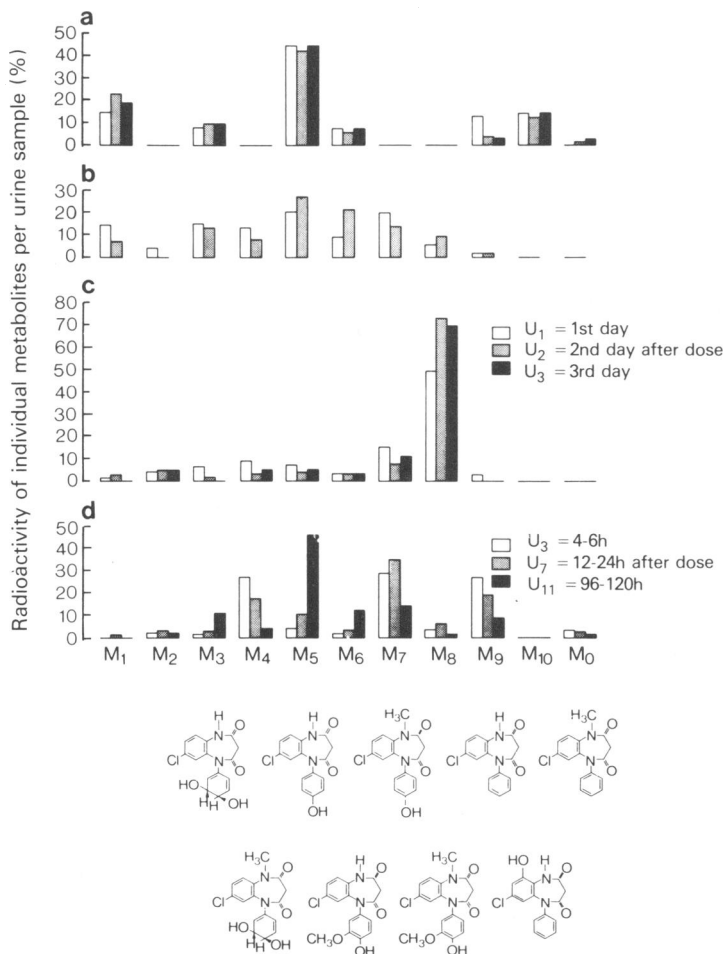 Radioactivity of individual metabolites per urine sample (%)
a
50
40
30
20
10
0
b
30
20
10
0
c
80
70
60
50
40
30
20
10
0
U₁ = 1st day
U₂ = 2nd day after dose
U₃ = 3rd day
d
50
40
30
20
10
0
U₃ = 4-6h
U₇ = 12-24h after dose
U₁₁ = 96-120h
M₁ M₂ M₃ M₄ M₅ M₆ M₇ M₈ M₉ M₁₀ M₀
H H H₃C H H₃C
N O N O N O N O N O
Cl Cl Cl Cl Cl
N O N O N O N O N O
HO H H OH OH OH
H₃C H H₃C HO H
N O N O N O N O
Cl Cl Cl Cl
N O N O N O N O
HO H H OH CH₃O OH CH₃O OH